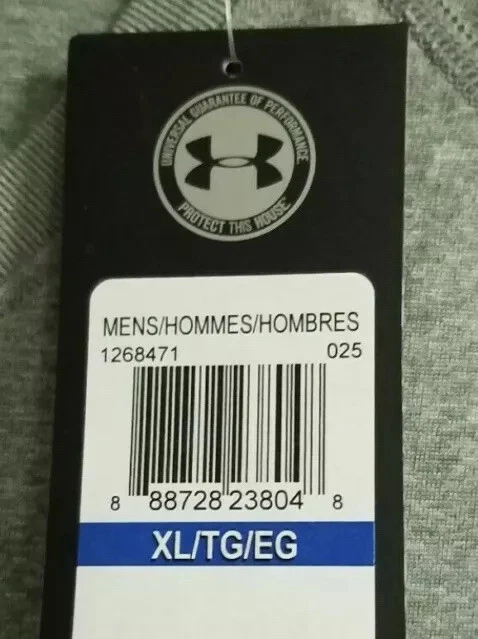 UNIVERSAL GUARANTEE OF PERFORMANCE
PROTECT THIS HOUSE
MENS/HOMMES/HOMBRES
1268471 025
8 88728 23804 8
XL/TG/EG